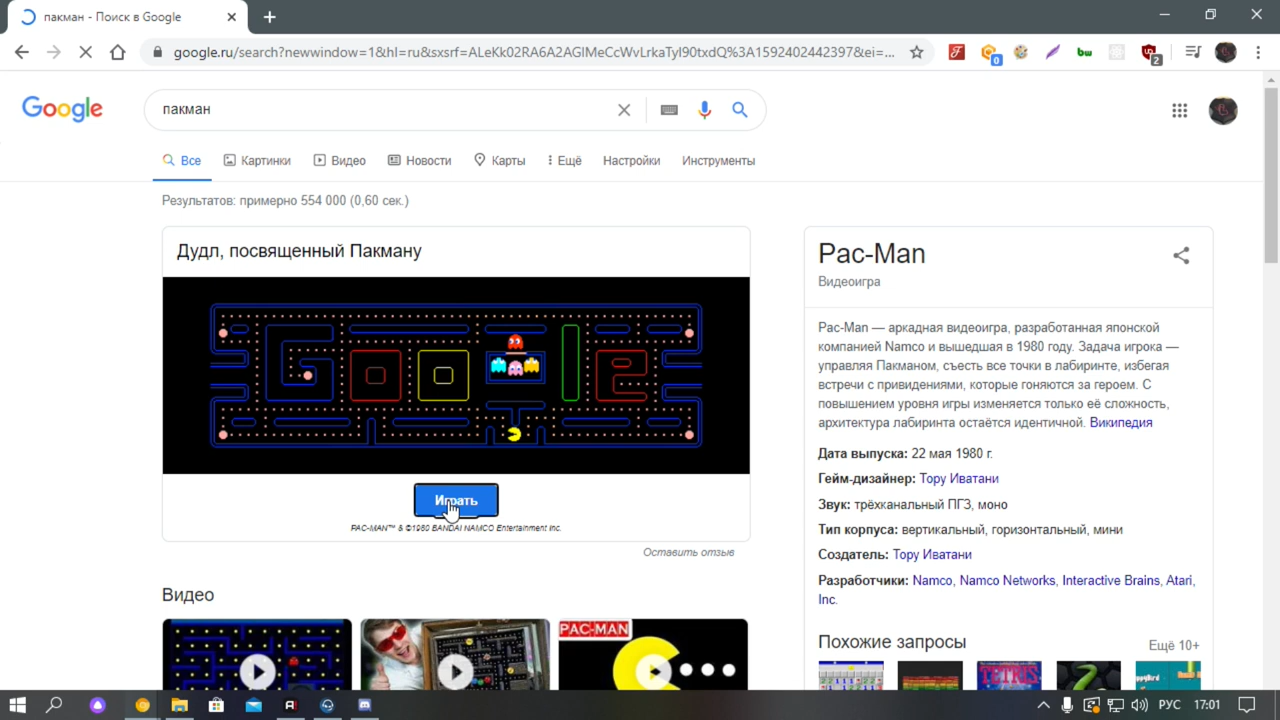 пакман - Поиск в Google
google.ru/search?newwindow=1&hl=ru&sxsrf=ALeKk02RA6A2AGlMeCcWvLrkaTyl90txdQ%3A1592402442397&ei=...
0
bw
2
Google
пакман
Все
Картинки
Видео
Новости
Карты
Ещё
Настройки
Инструменты
Результатов: примерно 554 000 (0,60 сек.)
Дудл, посвященный Пакману
Играть
PAC-MAN™ & ©1980 BANDAI NAMCO Entertainment Inc.
Оставить отзыв
Видео
PAC-MAN
Pac-Man
Видеоигра
Pac-Man — аркадная видеоигра, разработанная японской
компанией Namco и вышедшая в 1980 году. Задача игрока —
управляя Пакманом, съесть все точки в лабиринте, избегая
встречи с привидениями, которые гоняются за героем. С
повышением уровня игры изменяется только её сложность,
архитектура лабиринта остаётся идентичной. Википедия
Дата выпуска: 22 мая 1980 г.
Гейм-дизайнер: Тору Иватани
Звук: трёхканальный ПГЗ, моно
Тип корпуса: вертикальный, горизонтальный, мини
Создатель: Тору Иватани
Разработчики: Namco, Namco Networks, Interactive Brains, Atari,
Inc.
Похожие запросы
Ещё 10+
TETRIS
РУС
17:01